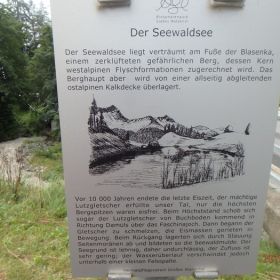 Der Seewaldsee
Der Seewaldsee liegt verträumt am Fuße der Blasenka,
einem zerklüfteten gefährlichen Berg, dessen Kern
westalpinen Flyschformationen zugerechnet wird. Das
Berghaupt aber wird von einer allseitig abgleitenden
ostalpinen Kalkdecke überlagert.
Vor 10 000 Jahren endete die letzte Eiszeit, der mächtige
Lutzgletscher erfüllte unser Tal, nur die höchsten
Bergspitzen waren eisfrei. Beim Höchststand schob sich
sogar der Lutzgletscher von Buchboden kommend in
Richtung Damüls über das Faschinajoch. Dann begann der
Gletscher zu schmelzen, die Eismassen gerieten in
Bewegung. Beim Rückgang lagerten sich durch Stauung
Seitenmoränen ab und bildeten so die Seewaldmulde. Der
Seegrund ist lehmig, daher undurchlässig, der Zufluss ist
sehr gering, der Wasserüberlauf verschwindet jedoch
unterhalb einer kleinen Felsspalte.